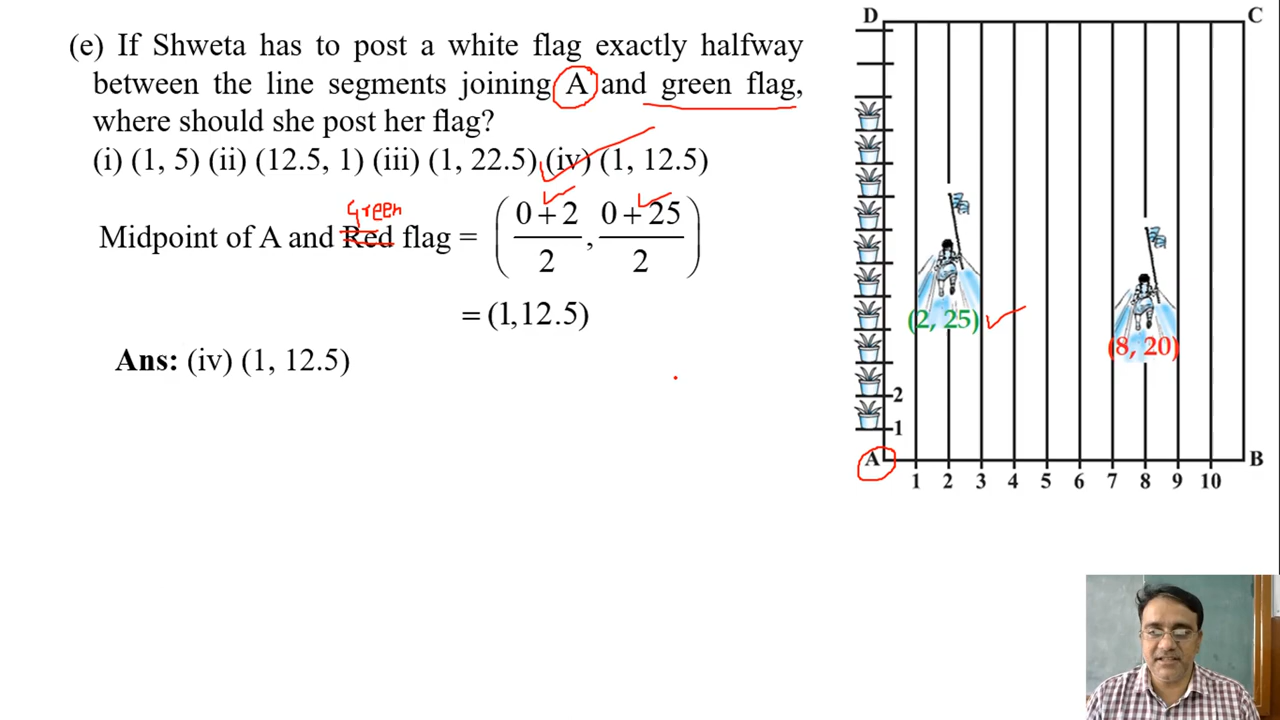 (e) If Shweta has to post a white flag exactly halfway
between the line segments joining A and green flag,
where should she post her flag?
(i) (1, 5) (ii) (12.5, 1) (iii) (1, 22.5) (iv) (1, 12.5)
Green
Midpoint of A and Red flag = (0+2/2, 0+25/2)
= (1,12.5)
Ans: (iv) (1, 12.5)
D C
(2, 25)
(8, 20)
2
1
A B
1 2 3 4 5 6 7 8 9 10